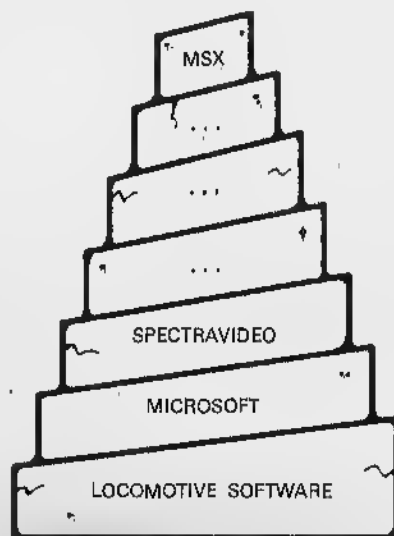 MSX
...
...
...
SPECTRAVIDEO
MICROSOFT
LOCOMOTIVE SOFTWARE